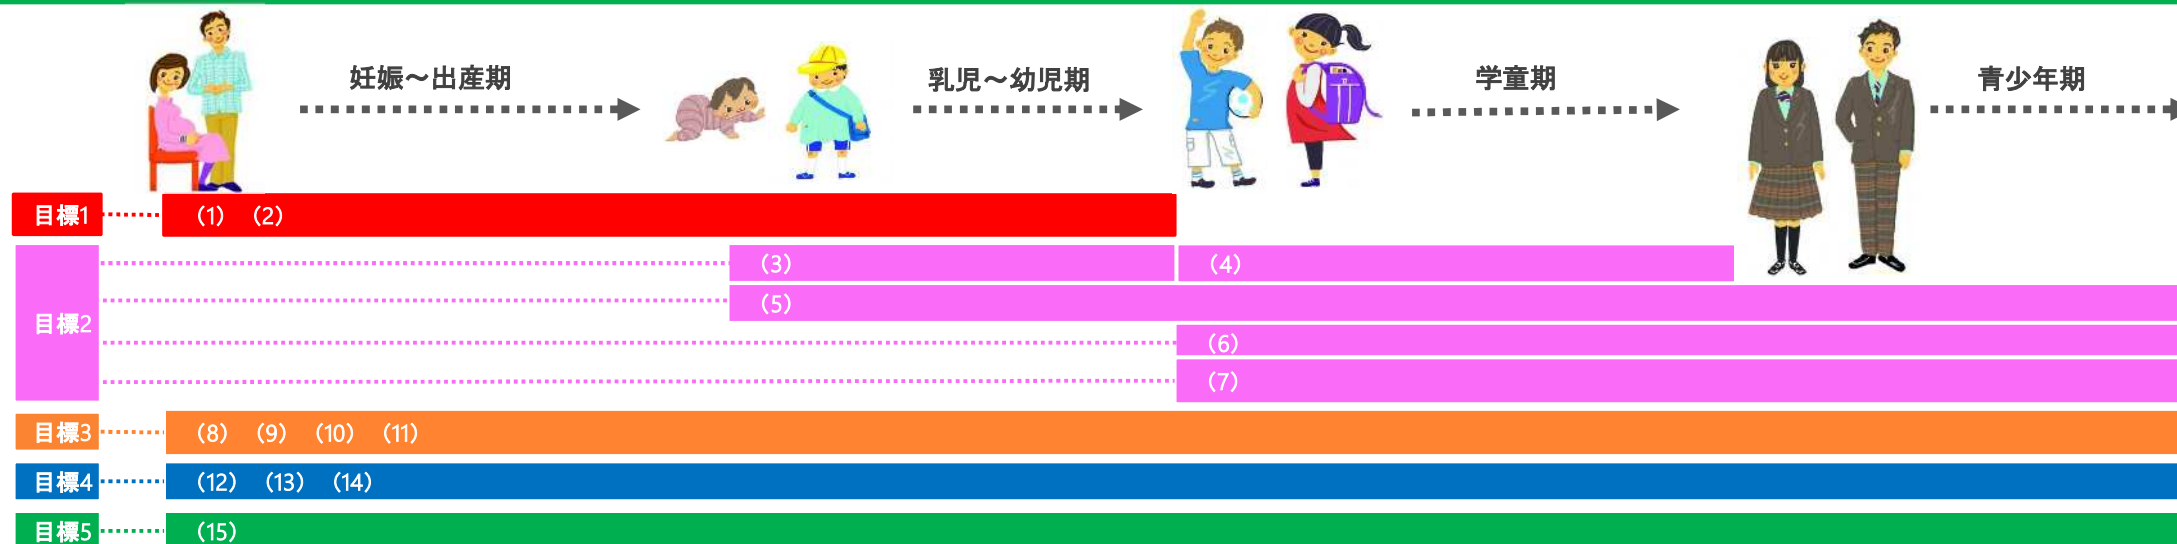 妊娠～出産期
乳児～幼児期
学童期
青少年期
目標1
（1）（2）
目標2
（3）
（4）
（5）
（6）
（7）
目標3
（8）（9）（10）（11）
目標4
（12）（13）（14）
目標5
（15）